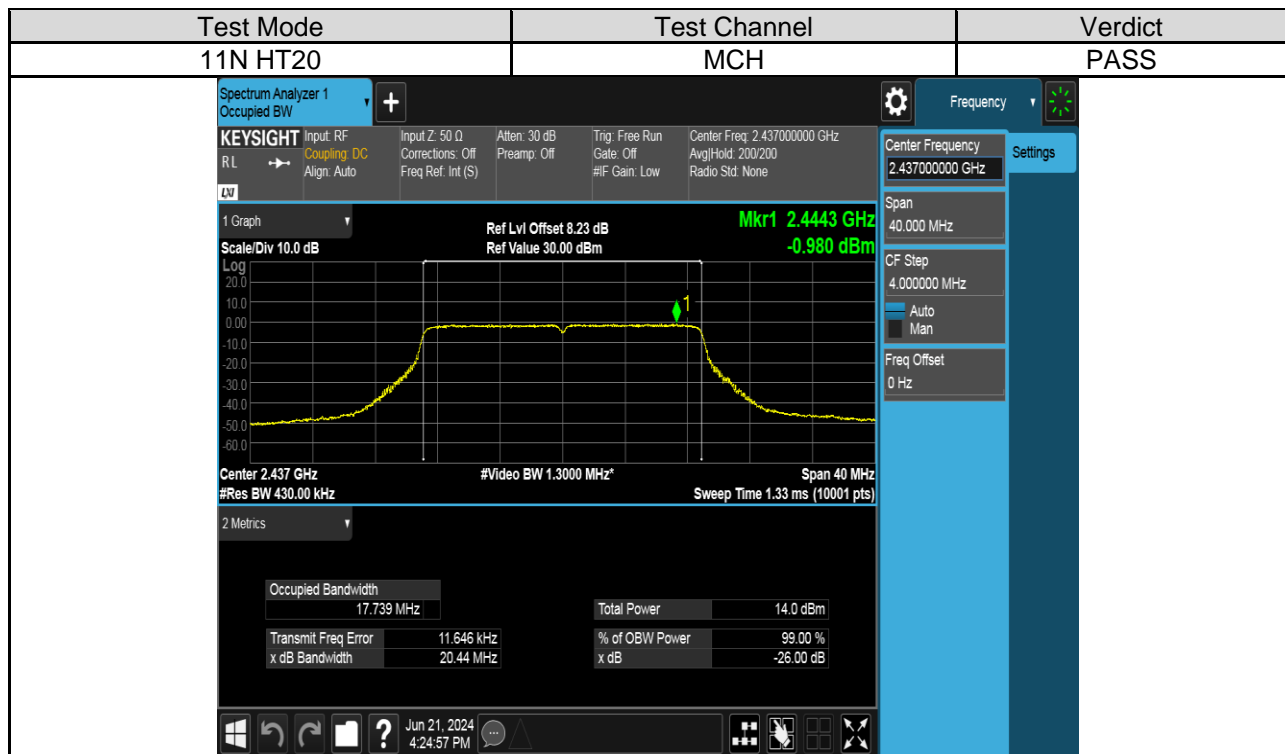 Test Mode Test Channel Verdict
11N HT20 MCH PASS
Spectrum Analyzer 1
Occupied BW
+
Frequency
KEYSIGHT Input: RF Input Z: 50 Ω Atten: 30 dB Trig: Free Run Center Freq: 2.437000000 GHz
R L Coupling: DC Corrections: Off Preamp: Off Gate: Off Avg|Hold: 200/200
Align: Auto Freq Ref: Int (S) #IF Gain: Low Radio Std: None
LXI
Center Frequency
2.437000000 GHz
Settings
Span
40.000 MHz
CF Step
4.000000 MHz
Auto
Man
Freq Offset
0 Hz
1 Graph Ref Lvl Offset 8.23 dB Mkr1 2.4443 GHz
Scale/Div 10.0 dB Ref Value 30.00 dBm -0.980 dBm
Log
20.0
10.0
0.00
-10.0
-20.0
-30.0
-40.0
-50.0
-60.0
1
Center 2.437 GHz #Video BW 1.3000 MHz* Span 40 MHz
#Res BW 430.00 kHz Sweep Time 1.33 ms (10001 pts)
2 Metrics
Occupied Bandwidth
17.739 MHz Total Power 14.0 dBm
Transmit Freq Error 11.646 kHz % of OBW Power 99.00 %
x dB Bandwidth 20.44 MHz x dB -26.00 dB
? Jun 21, 2024
4:24:57 PM